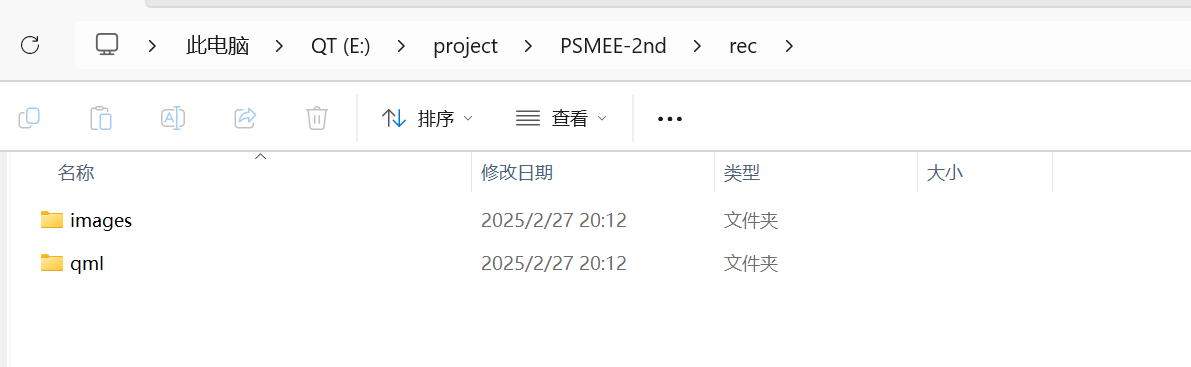 此电脑 QT (E:) project PSMEE-2nd rec
排序 查看
名称 修改日期 类型 大小
images 2025/2/27 20:12 文件夹
qml 2025/2/27 20:12 文件夹